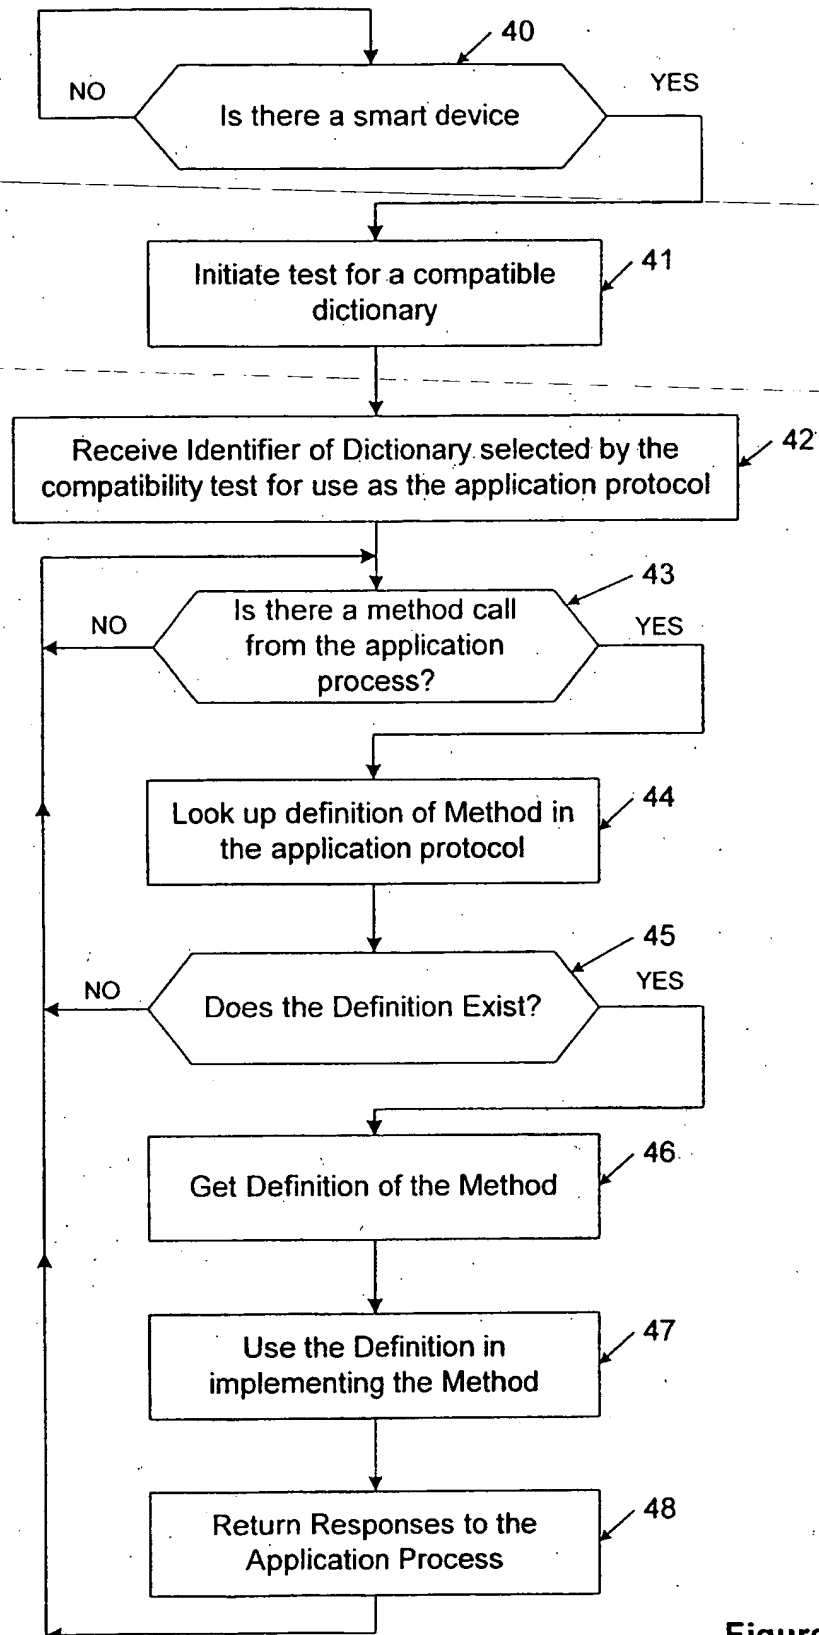 40
NO
YES
Is there a smart device
41
Initiate test for a compatible
dictionary
42
Receive Identifier of Dictionary selected by the
compatibility test for use as the application protocol
43
NO
YES
Is there a method call
from the application
process?
44
Look up definition of Method in
the application protocol
45
NO
YES
Does the Definition Exist?
46
Get Definition of the Method
47
Use the Definition in
implementing the Method
48
Return Responses to the
Application Process
Figure